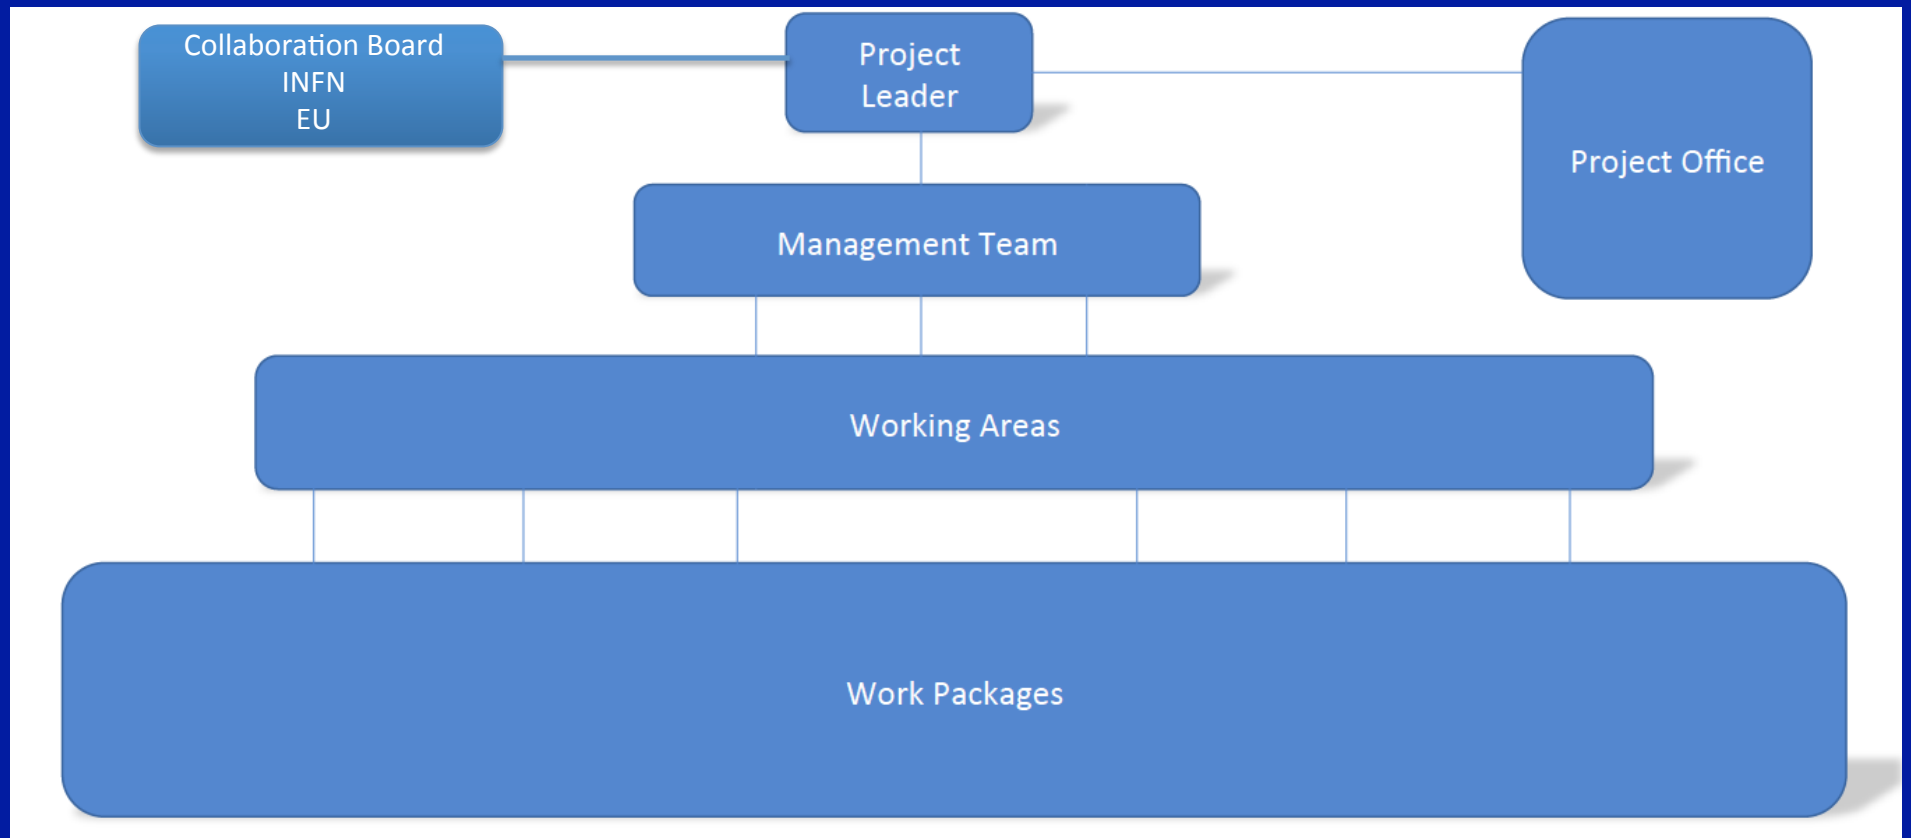 Collaboration Board
INFN
EU
Project
Leader
Project Office
Management Team
Working Areas
Work Packages